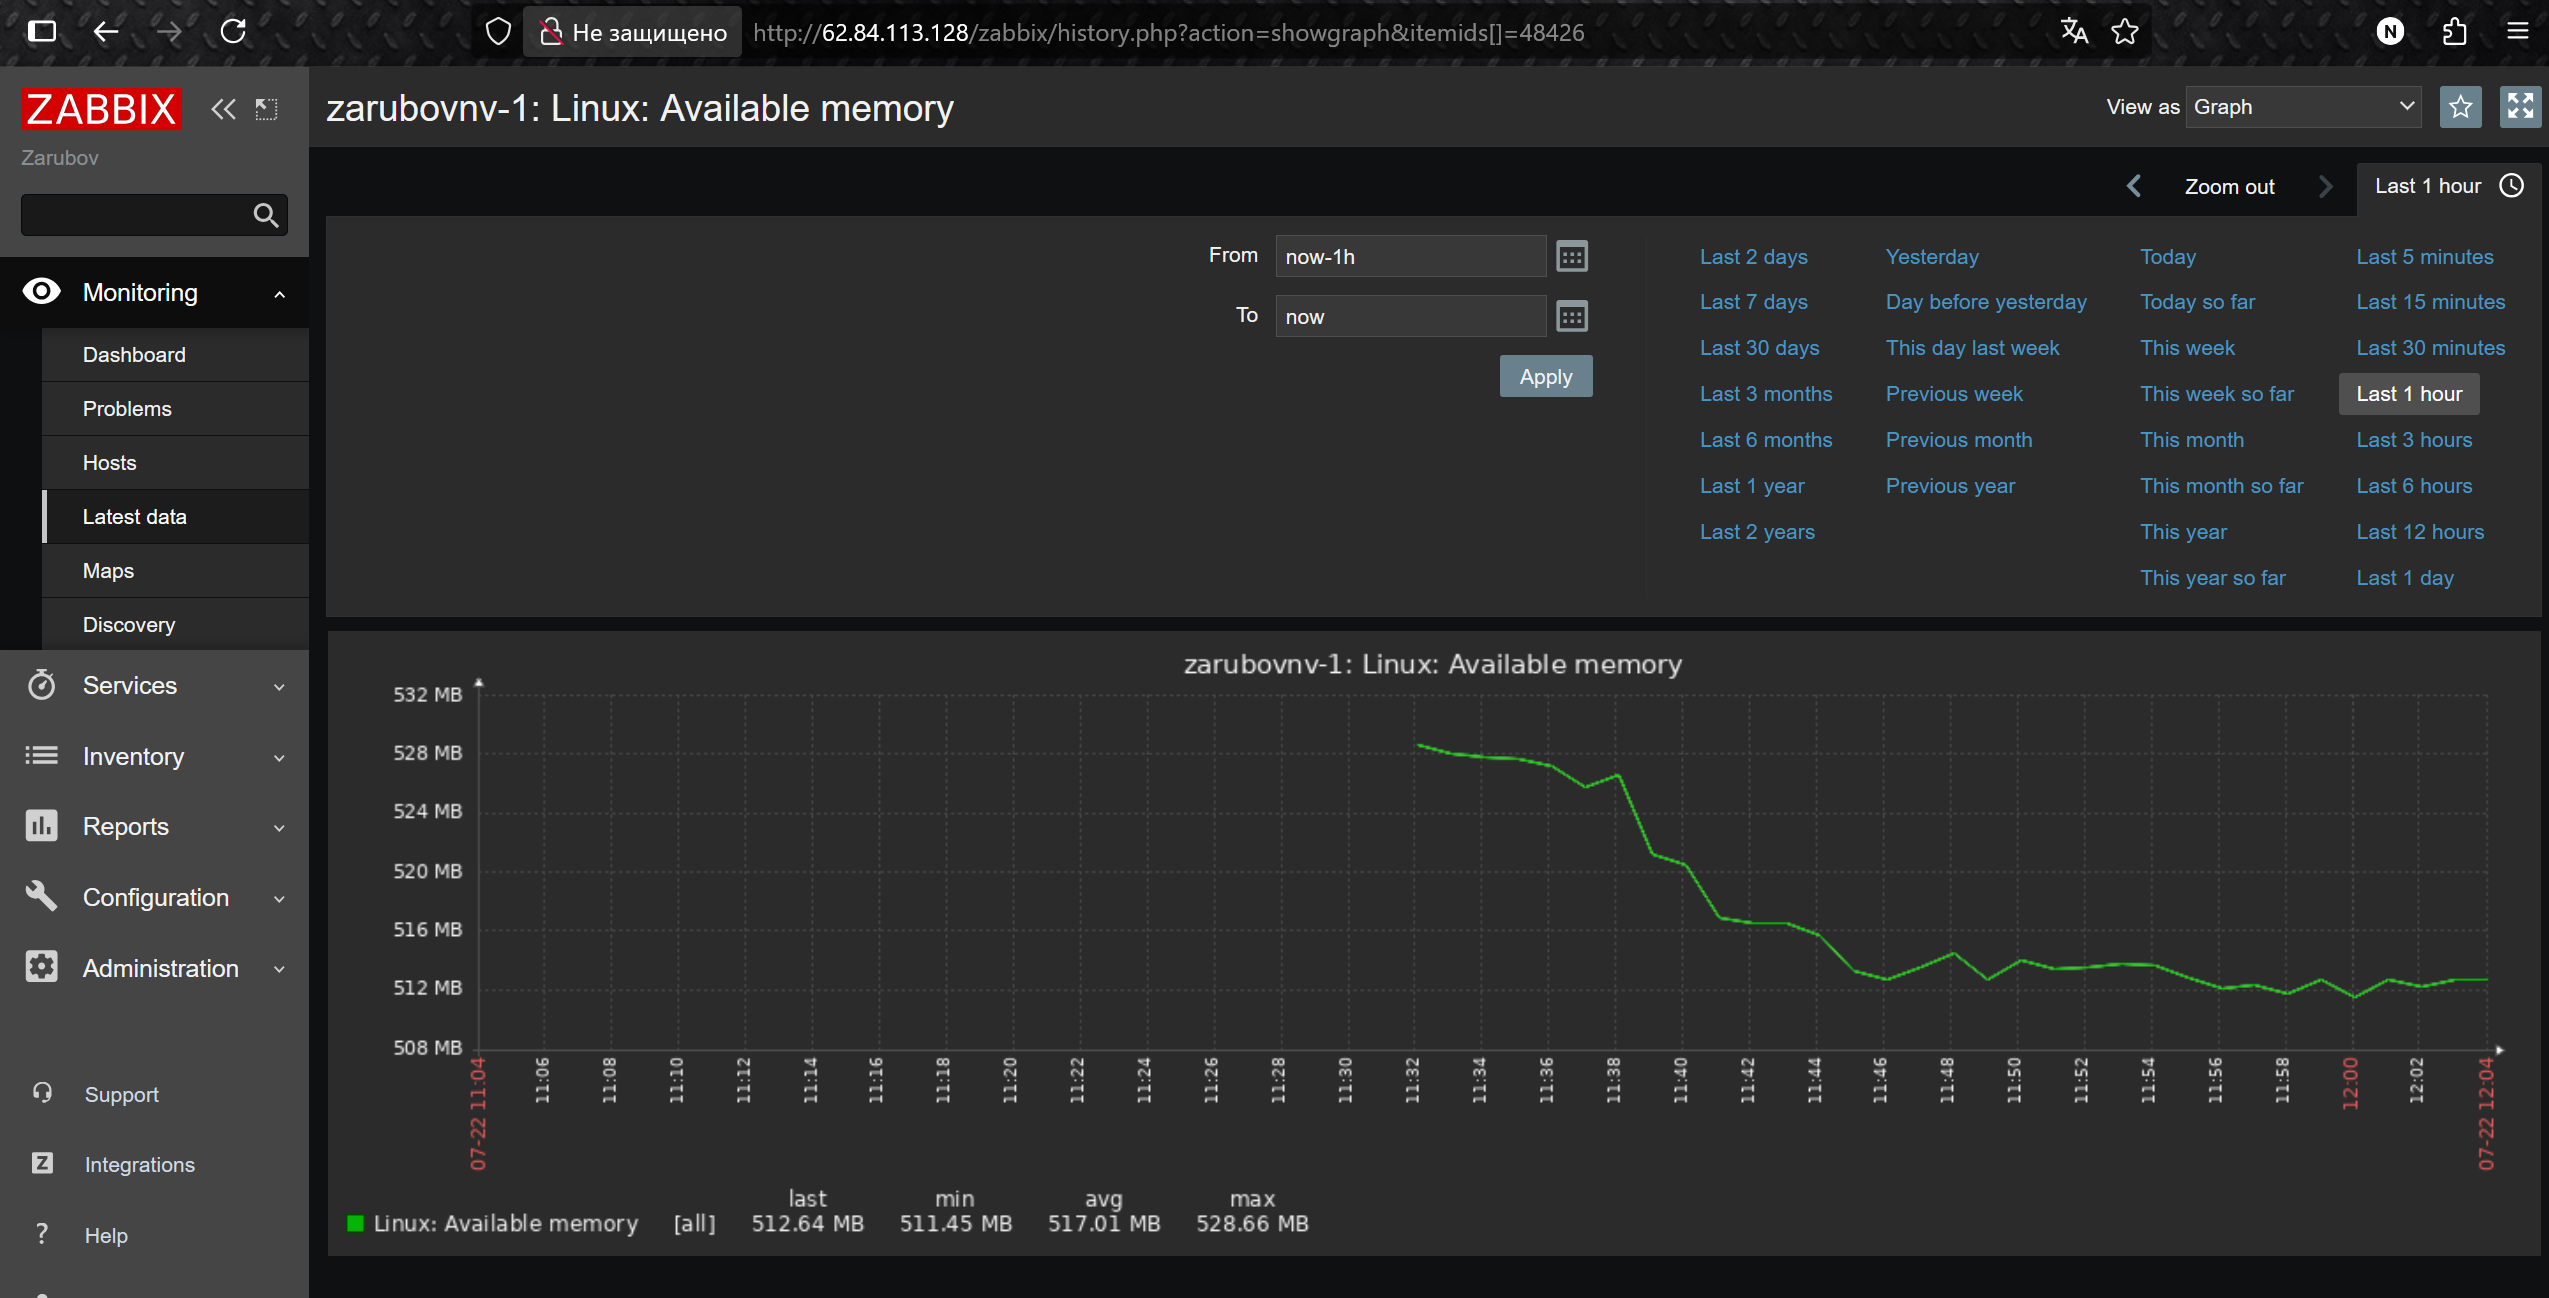 Не защищено http://62.84.113.128/zabbix/history.php?action=showgraph&itemids[]=48426
N
ZABBIX
Zarubov
Monitoring
Dashboard
Problems
Hosts
Latest data
Maps
Discovery
Services
Inventory
Reports
Configuration
Administration
Support
Z Integrations
? Help
zarubovnv-1: Linux: Available memory
View as Graph
Zoom out
Last 1 hour
From now-1h
To now
Apply
Last 2 days Yesterday Today Last 5 minutes
Last 7 days Day before yesterday Today so far Last 15 minutes
Last 30 days This day last week This week Last 30 minutes
Last 3 months Previous week This week so far Last 1 hour
Last 6 months Previous month This month Last 3 hours
Last 1 year Previous year This month so far Last 6 hours
Last 2 years This year Last 12 hours
This year so far Last 1 day
zarubovnv-1: Linux: Available memory
532 MB
528 MB
524 MB
520 MB
516 MB
512 MB
508 MB
07-22 11:04 11:06 11:08 11:10 11:12 11:14 11:16 11:18 11:20 11:22 11:24 11:26 11:28 11:30 11:32 11:34 11:36 11:38 11:40 11:42 11:44 11:46 11:48 11:50 11:52 11:54 11:56 11:58 12:00 12:02 07-22 12:04
last min avg max
Linux: Available memory [all] 512.64 MB 511.45 MB 517.01 MB 528.66 MB